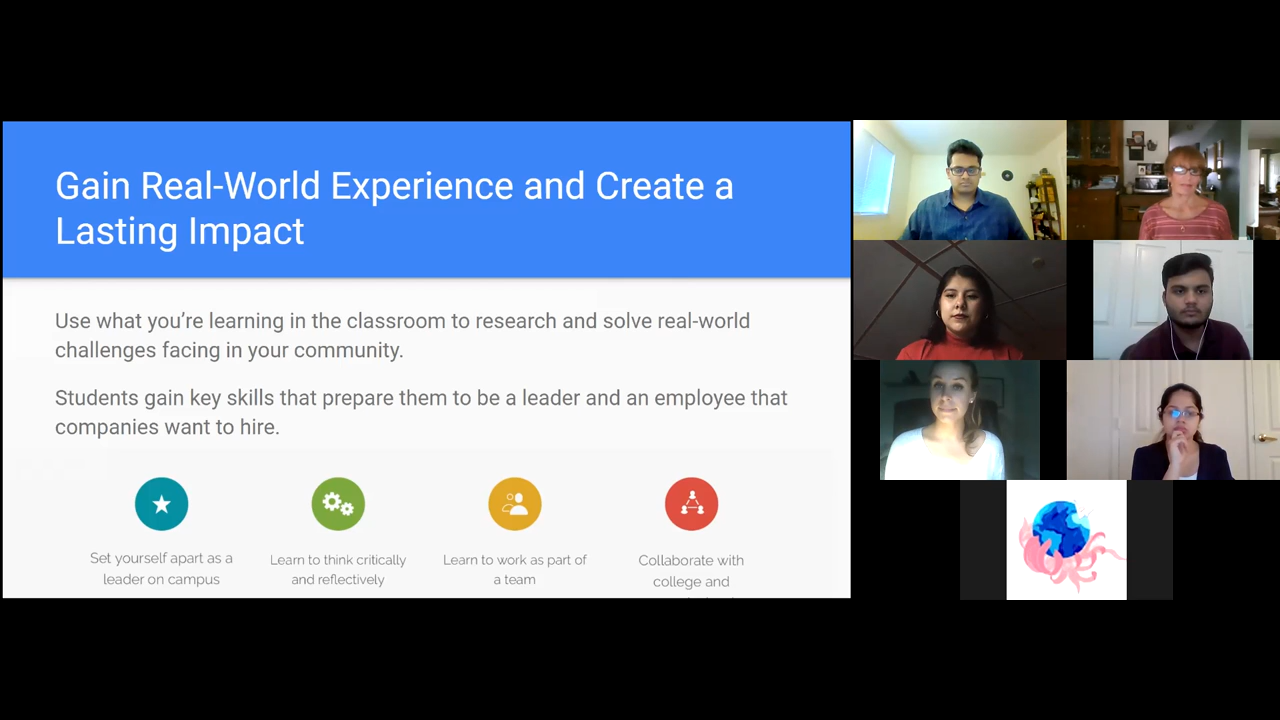 Gain Real-World Experience and Create a
Lasting Impact
Use what you’re learning in the classroom to research and solve real-world
challenges facing in your community.
Students gain key skills that prepare them to be a leader and an employee that
companies want to hire.
Set yourself apart as a
leader on campus
Learn to think critically
and reflectively
Learn to work as part of
a team
Collaborate with
college and